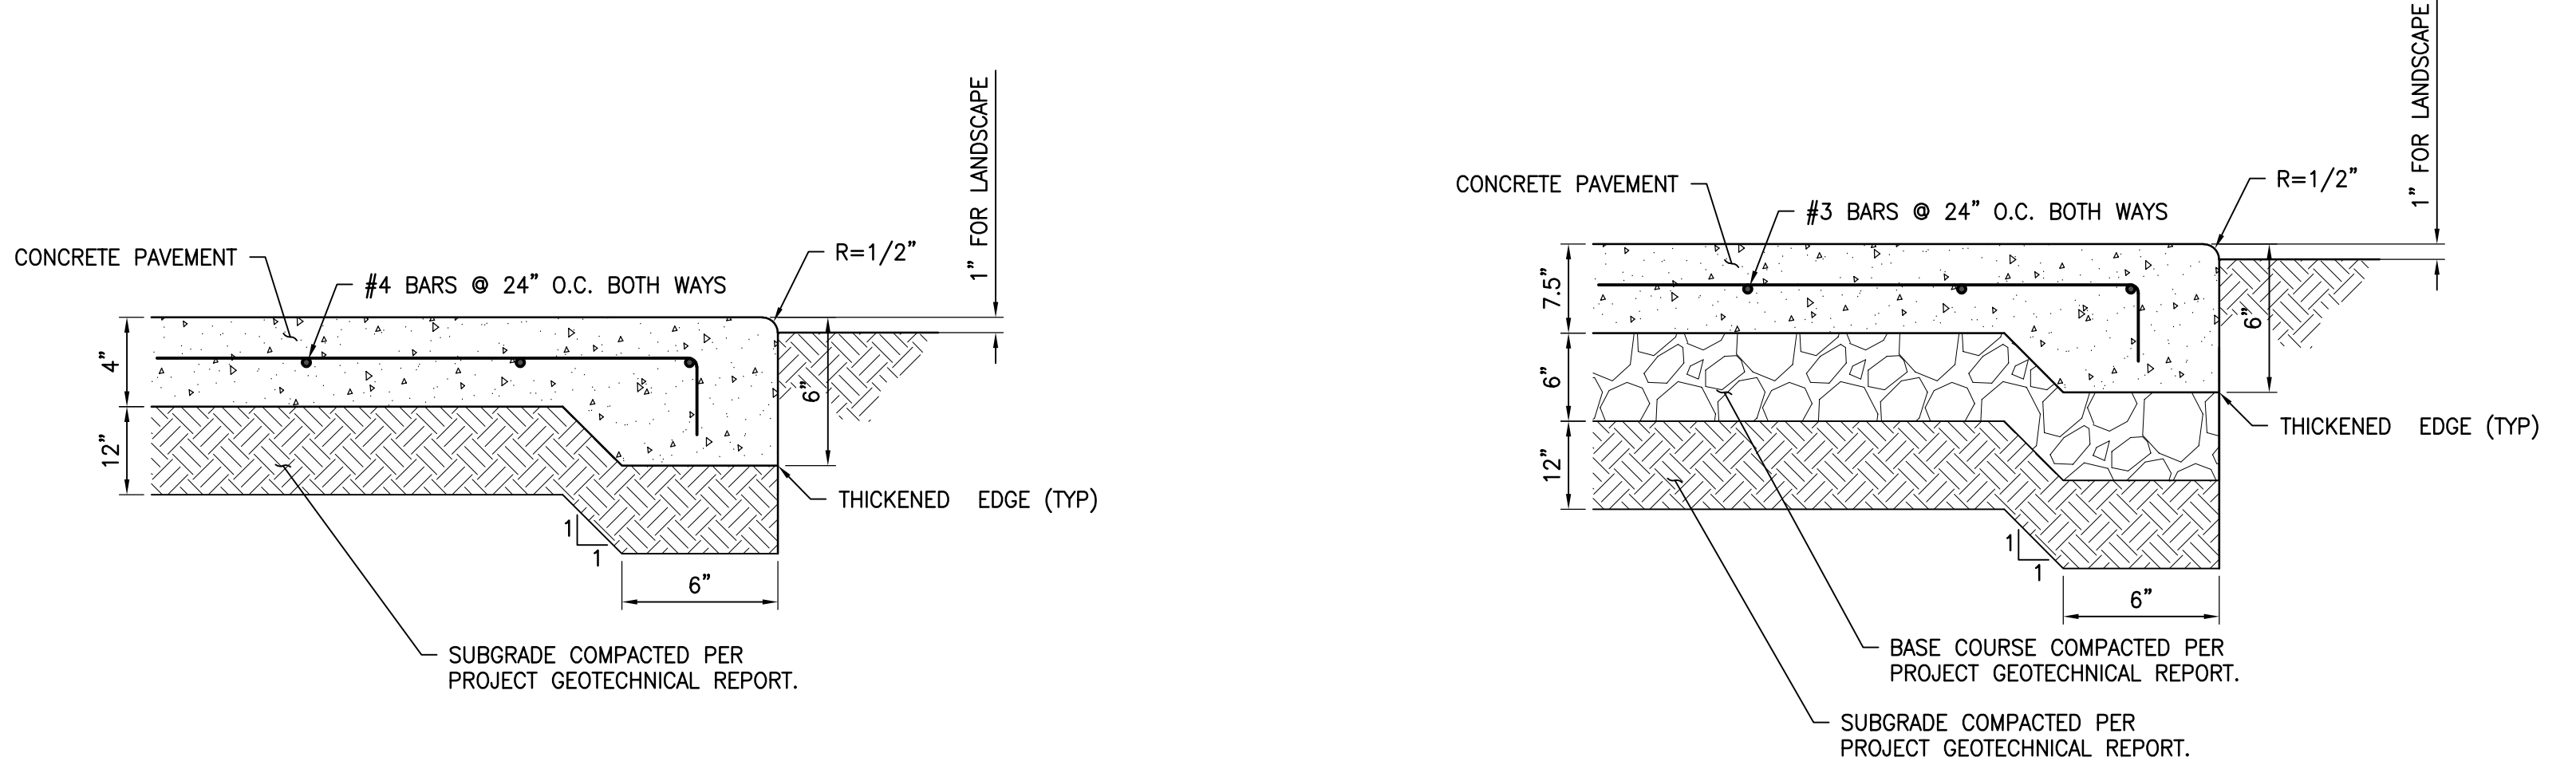 1” FOR LANDSCAPE
R=1/2”
CONCRETE PAVEMENT
#4 BARS @ 24” O.C. BOTH WAYS
4”
6”
12”
THICKENED EDGE (TYP)
1
1
6”
SUBGRADE COMPACTED PER
PROJECT GEOTECHNICAL REPORT.
1” FOR LANDSCAPE
R=1/2”
CONCRETE PAVEMENT
#3 BARS @ 24” O.C. BOTH WAYS
7.5”
6”
6”
12”
THICKENED EDGE (TYP)
1
1
6”
BASE COURSE COMPACTED PER
PROJECT GEOTECHNICAL REPORT.
SUBGRADE COMPACTED PER
PROJECT GEOTECHNICAL REPORT.